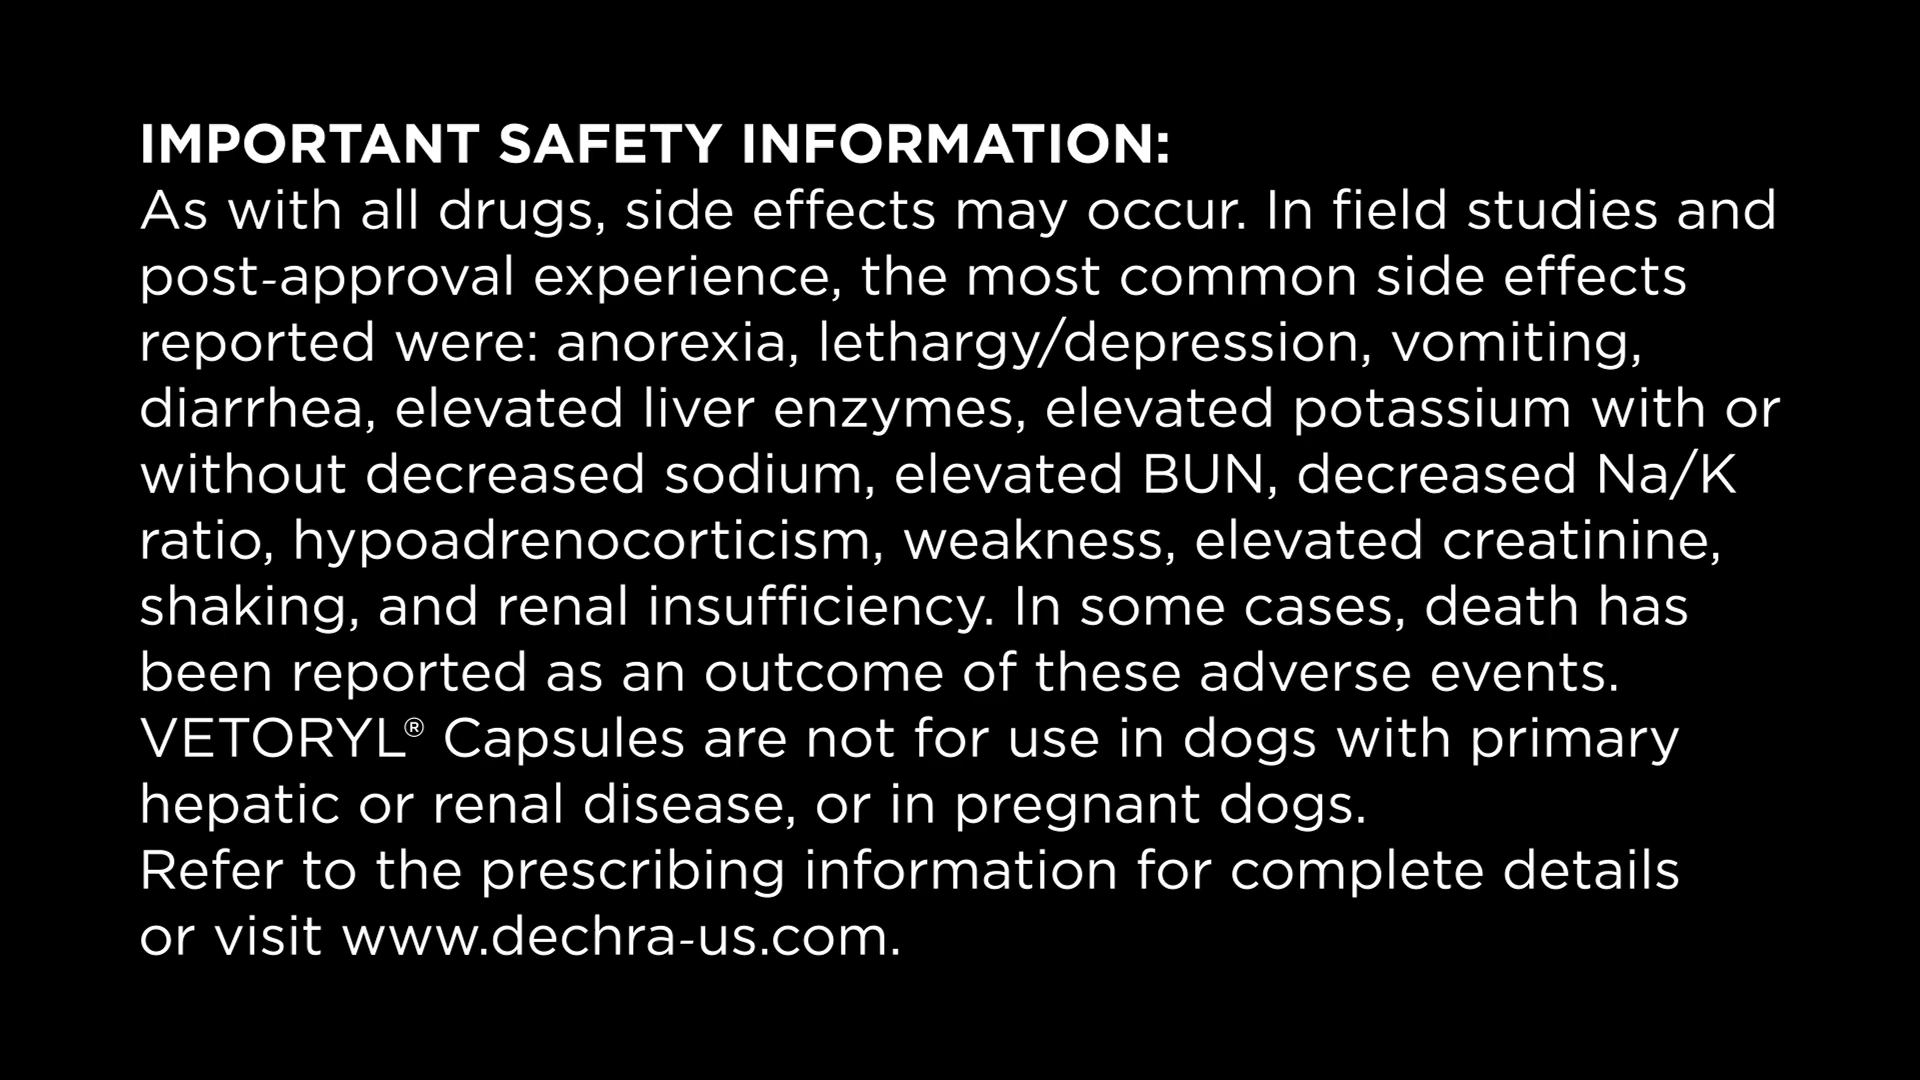 IMPORTANT SAFETY INFORMATION:
As with all drugs, side effects may occur. In field studies and
post-approval experience, the most common side effects
reported were: anorexia, lethargy/depression, vomiting,
diarrhea, elevated liver enzymes, elevated potassium with or
without decreased sodium, elevated BUN, decreased Na/K
ratio, hypoadrenocorticism, weakness, elevated creatinine,
shaking, and renal insufficiency. In some cases, death has
been reported as an outcome of these adverse events.
VETORYL® Capsules are not for use in dogs with primary
hepatic or renal disease, or in pregnant dogs.
Refer to the prescribing information for complete details
or visit www.dechra-us.com.